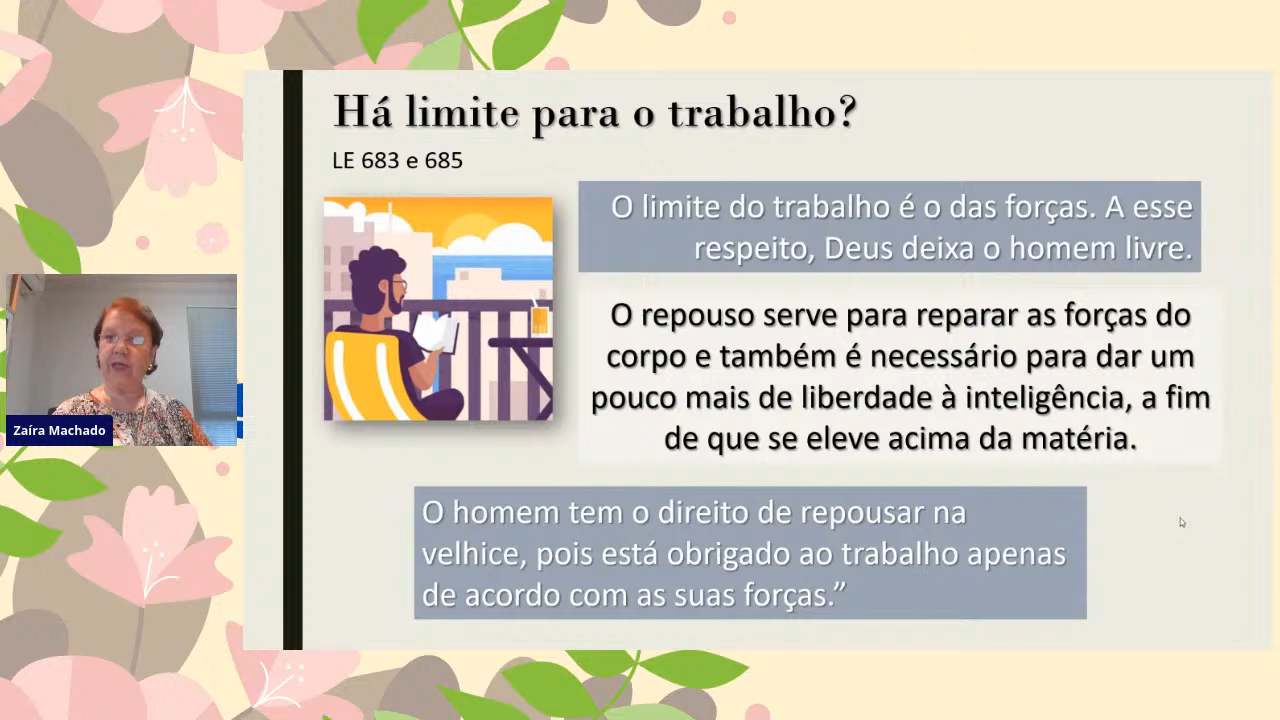 Há limite para o trabalho?
LE 683 e 685
O limite do trabalho é o das forças. A esse
respeito, Deus deixa o homem livre.
O repouso serve para reparar as forças do
corpo e também é necessário para dar um
pouco mais de liberdade à inteligência, a fim
de que se eleve acima da matéria.
O homem tem o direito de repousar na
velhice, pois está obrigado ao trabalho apenas
de acordo com as suas forças.”
Zaíra Machado